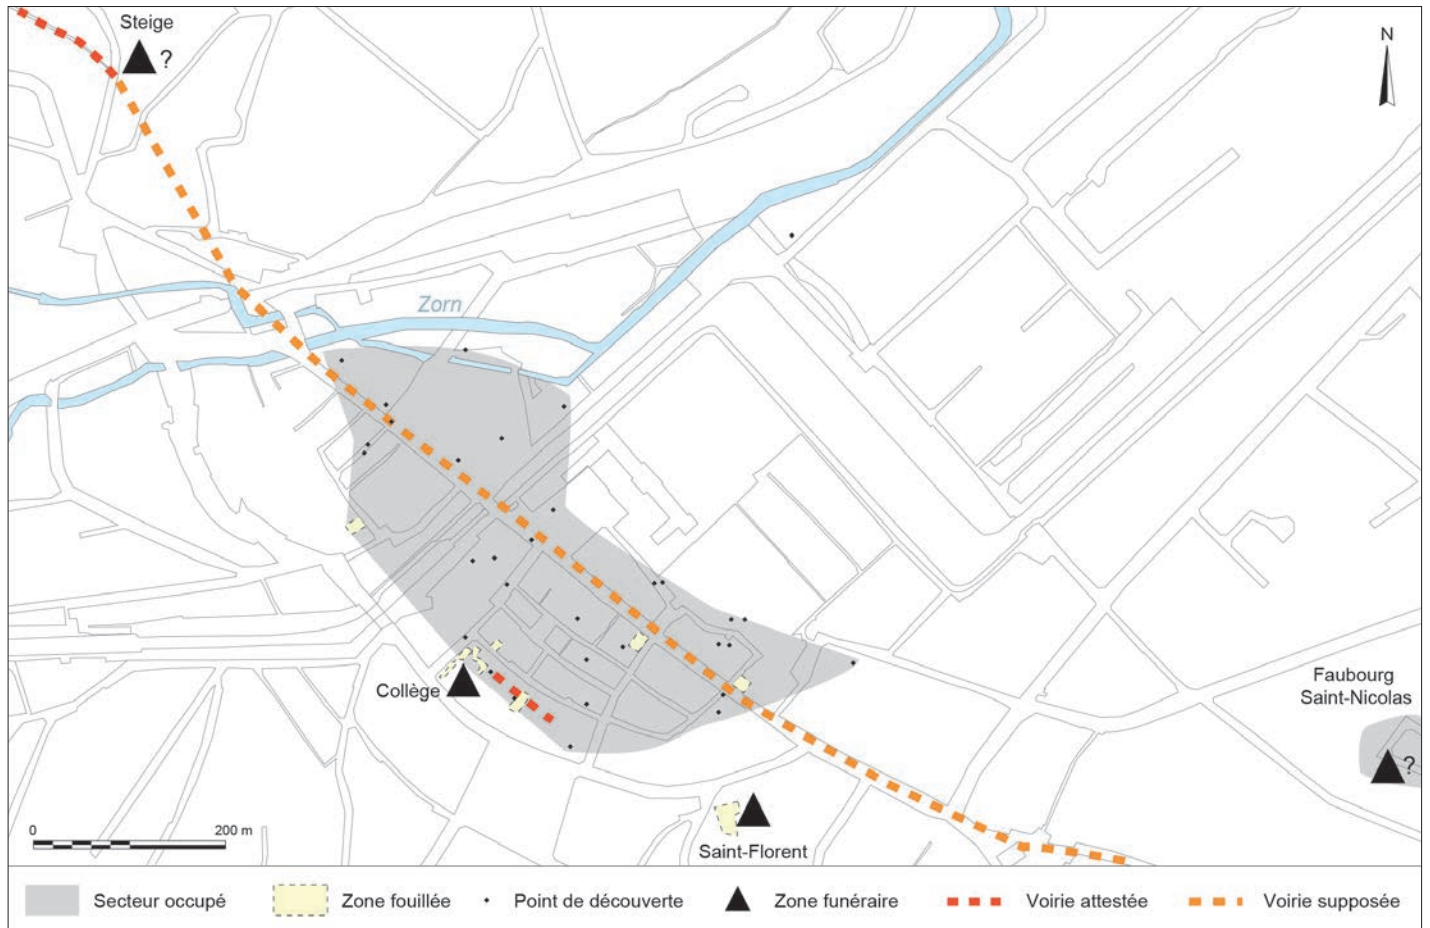 Steige
?
N
Zorn
Collège
Faubourg
Saint-Nicolas
?
Saint-Florent
0 200 m
Secteur occupé
Zone fouillée
Point de découverte
Zone funéraire
Voirie attestée
Voirie supposée